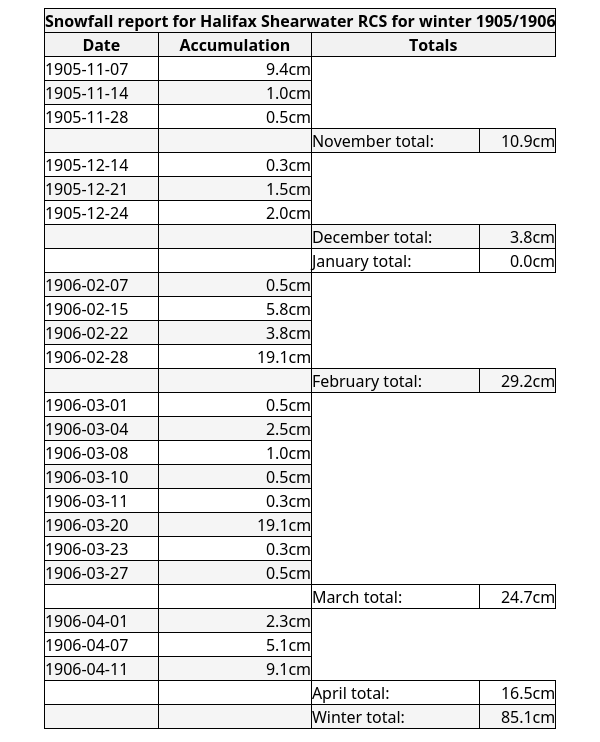 Snowfall report for Halifax Shearwater RCS for winter 1905/1906
Date Accumulation Totals
1905-11-07 9.4cm
1905-11-14 1.0cm
1905-11-28 0.5cm
November total: 10.9cm
1905-12-14 0.3cm
1905-12-21 1.5cm
1905-12-24 2.0cm
December total: 3.8cm
January total: 0.0cm
1906-02-07 0.5cm
1906-02-15 5.8cm
1906-02-22 3.8cm
1906-02-28 19.1cm
February total: 29.2cm
1906-03-01 0.5cm
1906-03-04 2.5cm
1906-03-08 1.0cm
1906-03-10 0.5cm
1906-03-11 0.3cm
1906-03-20 19.1cm
1906-03-23 0.3cm
1906-03-27 0.5cm
March total: 24.7cm
1906-04-01 2.3cm
1906-04-07 5.1cm
1906-04-11 9.1cm
April total: 16.5cm
Winter total: 85.1cm